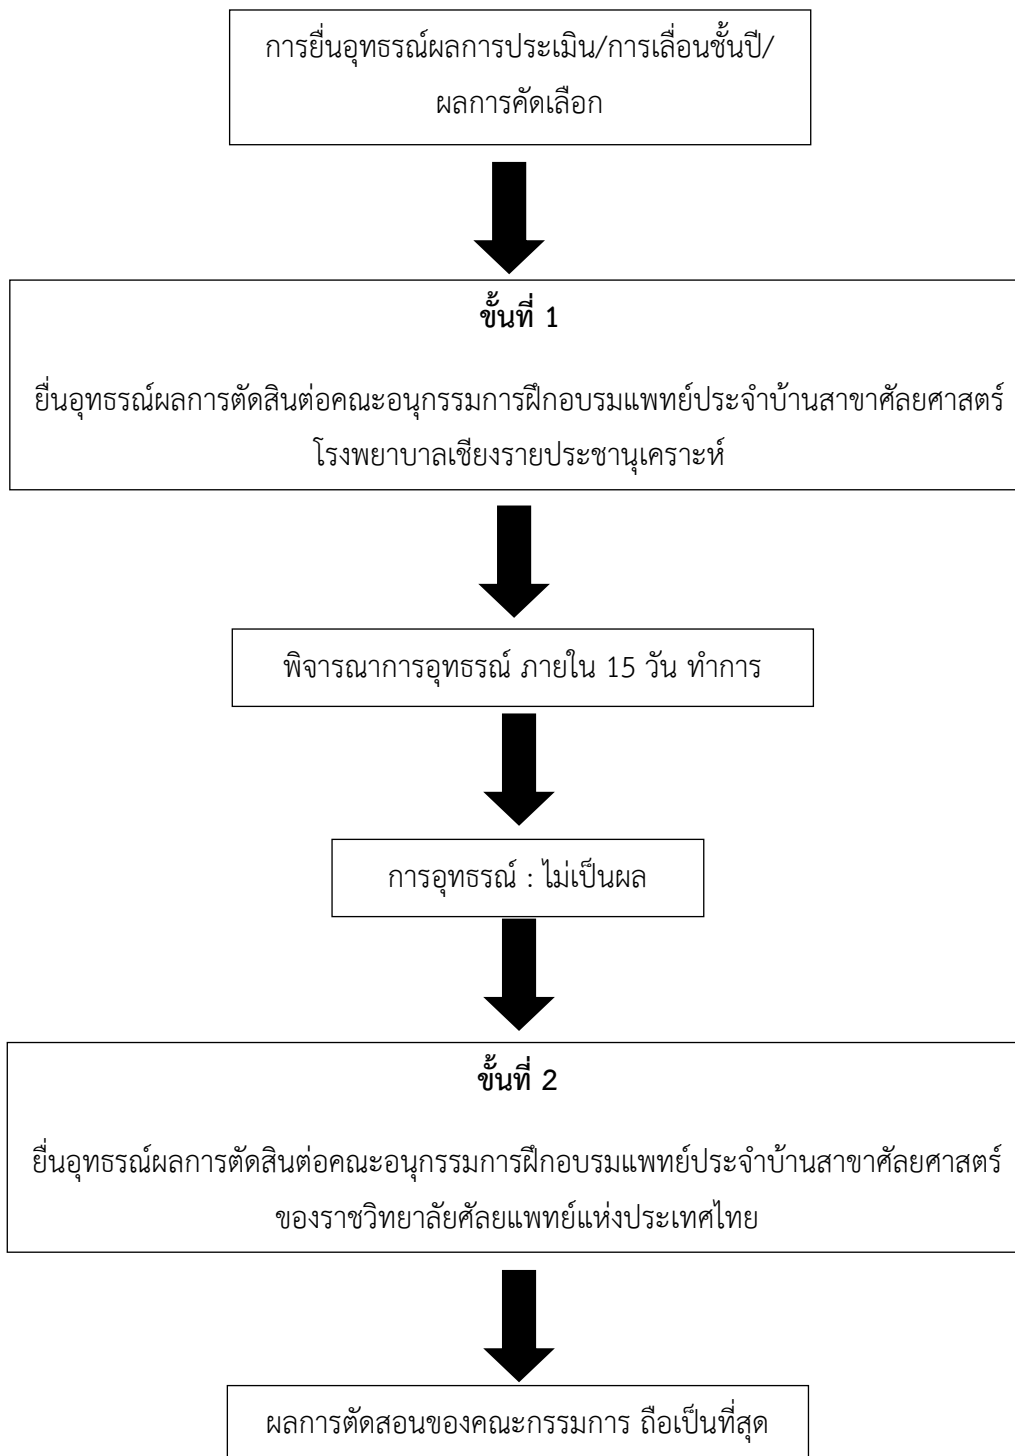 การยื่นอุทธรณ์ผลการประเมิน/การเลื่อนชั้นปี/
ผลการคัดเลือก
ขั้นที่ 1
ยื่นอุทธรณ์ผลการตัดสินต่อคณะอนุกรรมการฝึกอบรมแพทย์ประจำบ้านสาขาศัลยศาสตร์
โรงพยาบาลเชียงรายประชานุเคราะห์
พิจารณาการอุทธรณ์ ภายใน 15 วัน ทำการ
การอุทธรณ์ : ไม่เป็นผล
ขั้นที่ 2
ยื่นอุทธรณ์ผลการตัดสินต่อคณะอนุกรรมการฝึกอบรมแพทย์ประจำบ้านสาขาศัลยศาสตร์
ของราชวิทยาลัยศัลยแพทย์แห่งประเทศไทย
ผลการตัดสอนของคณะกรรมการ ถือเป็นที่สุด